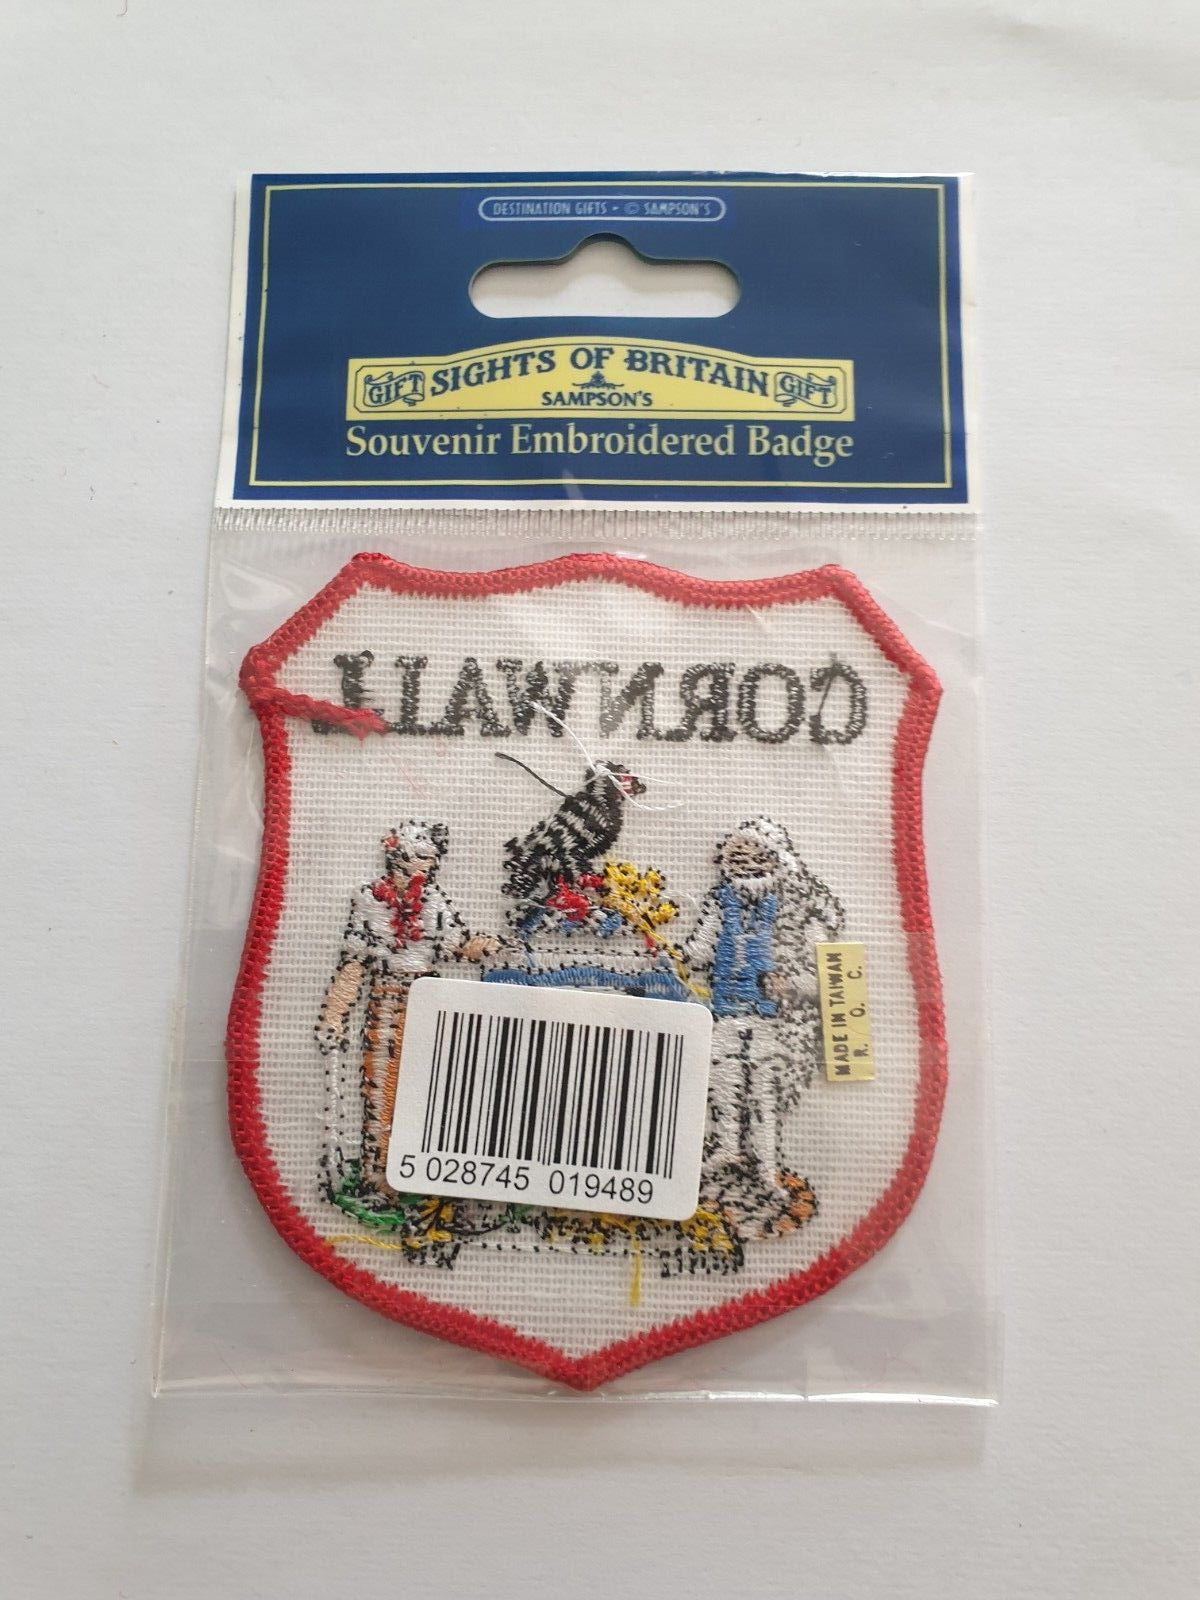 DESTINATION GIFTS - © SAMPSON'S
GIFT SIGHTS OF BRITAIN GIFT
SAMPSON'S
Souvenir Embroidered Badge
CORNWALL
MADE IN TAIWAN
R. O. C.
5 028745 019489